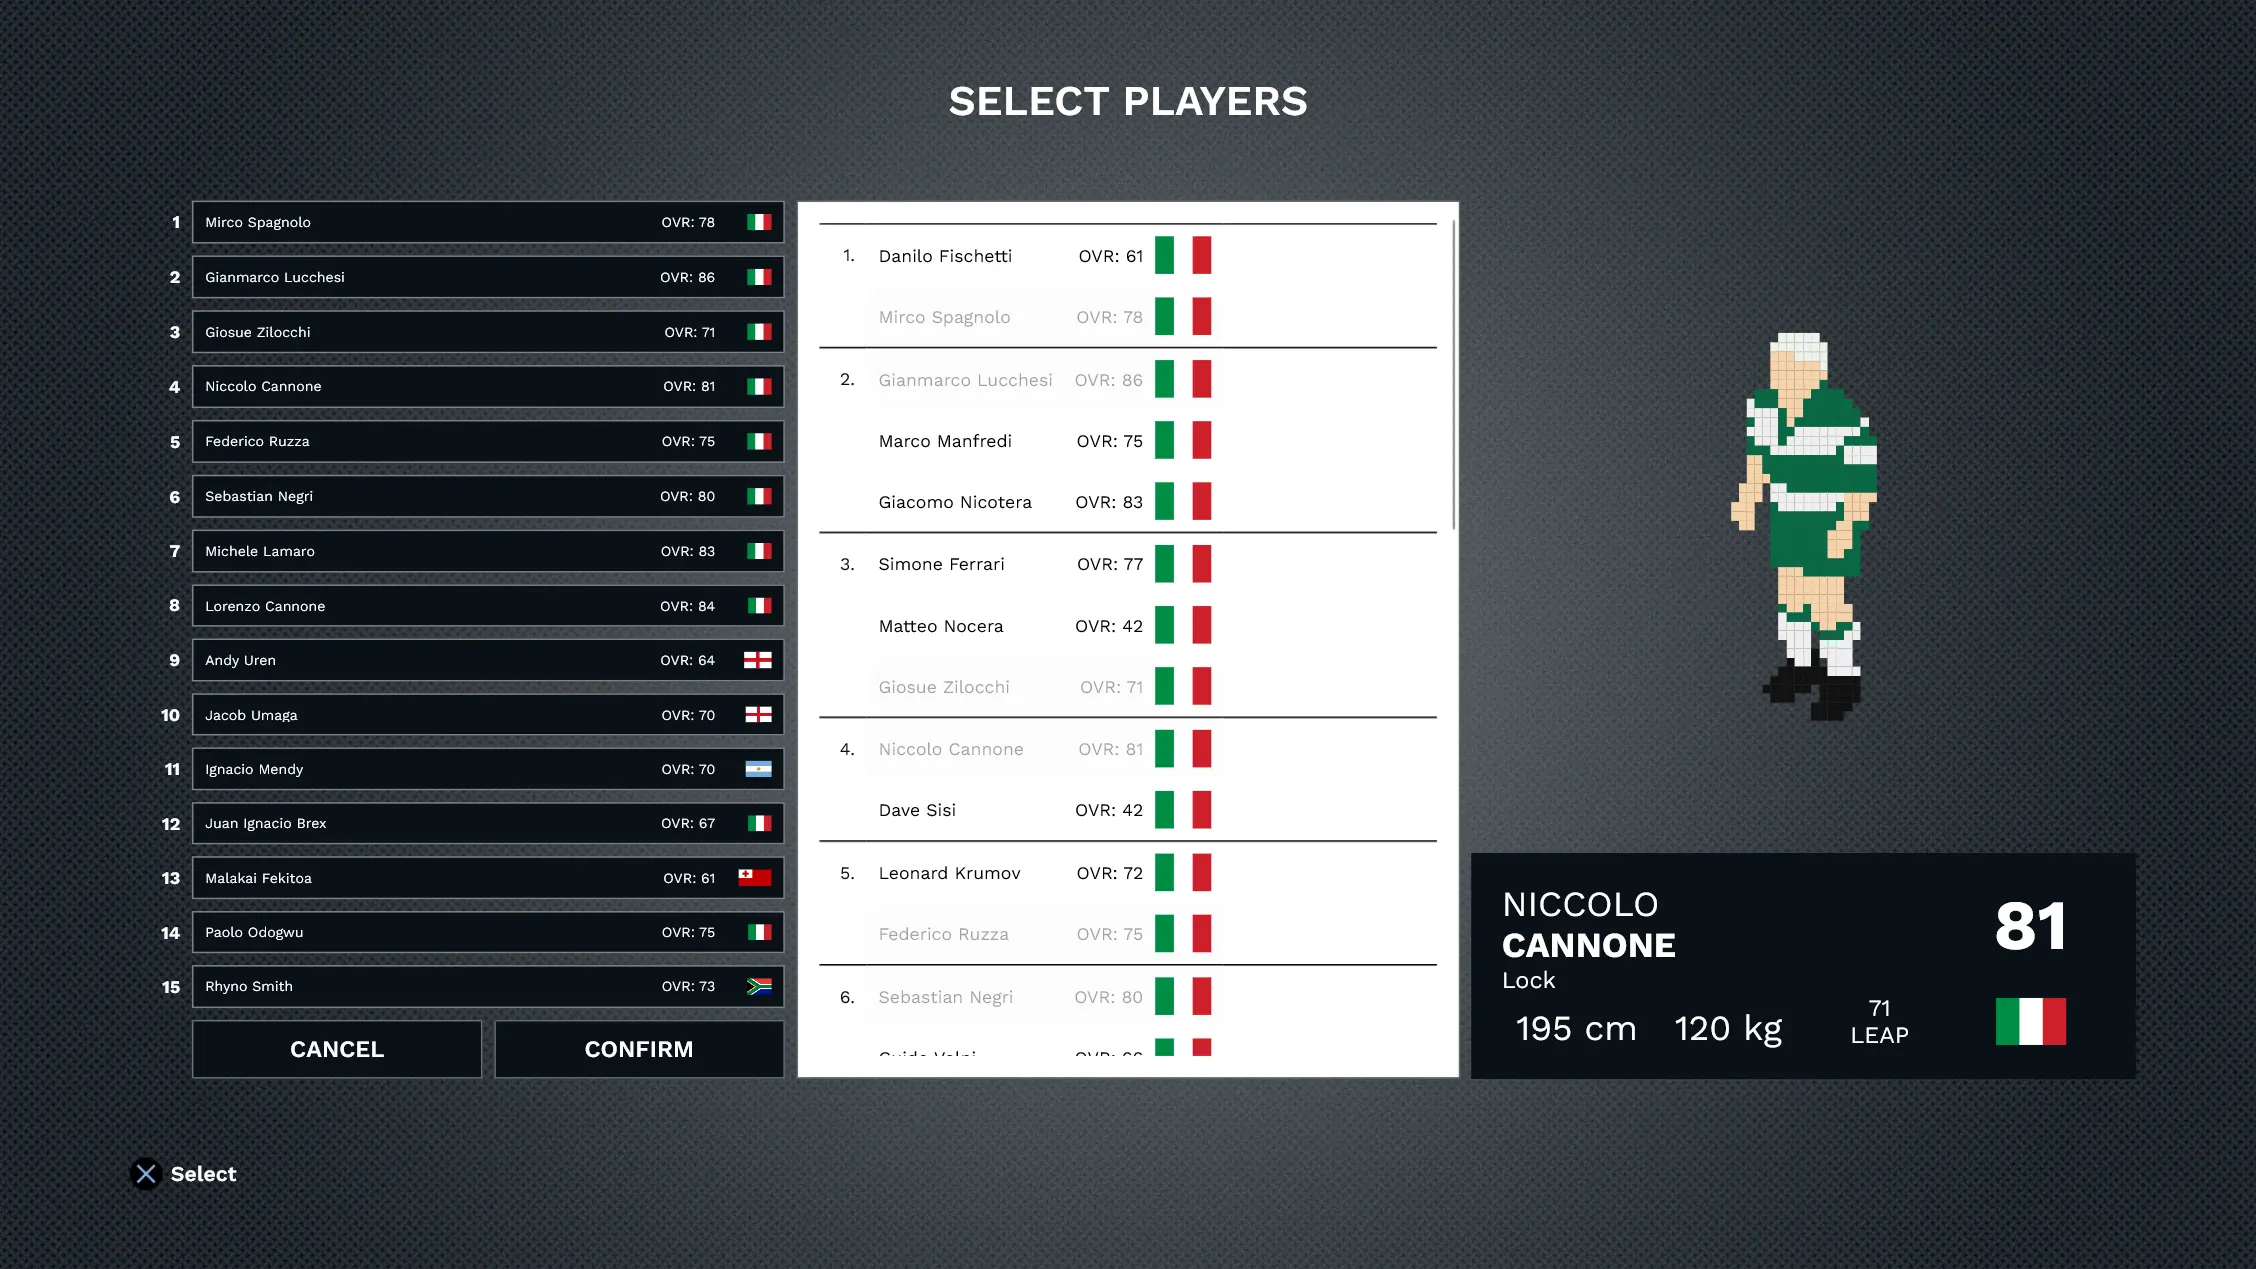 SELECT PLAYERS
1 Mirco Spagnolo OVR: 78
2 Gianmarco Lucchesi OVR: 86
3 Giosue Zilocchi OVR: 71
4 Niccolo Cannone OVR: 81
5 Federico Ruzza OVR: 75
6 Sebastian Negri OVR: 80
7 Michele Lamaro OVR: 83
8 Lorenzo Cannone OVR: 84
9 Andy Uren OVR: 64
10 Jacob Umaga OVR: 70
11 Ignacio Mendy OVR: 70
12 Juan Ignacio Brex OVR: 67
13 Malakai Fekitoa OVR: 61
14 Paolo Odogwu OVR: 75
15 Rhyno Smith OVR: 73
CANCEL CONFIRM
1. Danilo Fischetti OVR: 61
Mirco Spagnolo OVR: 78
2. Gianmarco Lucchesi OVR: 86
Marco Manfredi OVR: 75
Giacomo Nicotera OVR: 83
3. Simone Ferrari OVR: 77
Matteo Nocera OVR: 42
Giosue Zilocchi OVR: 71
4. Niccolo Cannone OVR: 81
Dave Sisi OVR: 42
5. Leonard Krumov OVR: 72
Federico Ruzza OVR: 75
6. Sebastian Negri OVR: 80
NICCOLO
CANNONE
Lock
81
195 cm 120 kg
71
LEAP
Select